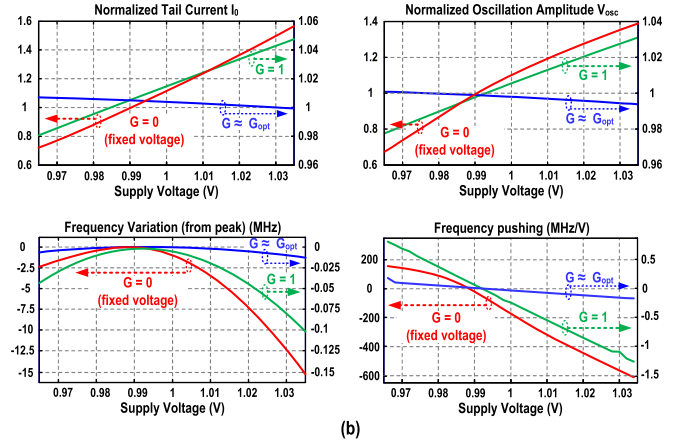 Normalized Tail Current I0
1.6
1.4
1.2
1
0.8
0.6
1.06
1.04
1.02
1
0.98
0.96
G = 1
G ≈ Gopt
G = 0
(fixed voltage)
0.97 0.98 0.99 1 1.01 1.02 1.03
Supply Voltage (V)
Normalized Oscillation Amplitude Vosc
1.4
1.2
1
0.8
0.6
1.04
1.02
1
0.98
0.96
G = 1
G ≈ Gopt
G = 0
(fixed voltage)
0.97 0.98 0.99 1 1.01 1.02 1.03
Supply Voltage (V)
Frequency Variation (from peak) (MHz)
0
-2.5
-5
-7.5
-10
-12.5
-15
0
-0.025
-0.05
-0.075
-0.1
-0.125
-0.15
G ≈ Gopt
G = 0
(fixed voltage)
G = 1
0.97 0.98 0.99 1 1.01 1.02 1.03
Supply Voltage (V)
Frequency pushing (MHz/V)
200
0
-200
-400
-600
0.5
0
-0.5
-1
-1.5
G ≈ Gopt
G = 0
(fixed voltage)
G = 1
0.97 0.98 0.99 1 1.01 1.02 1.03
Supply Voltage (V)
(b)